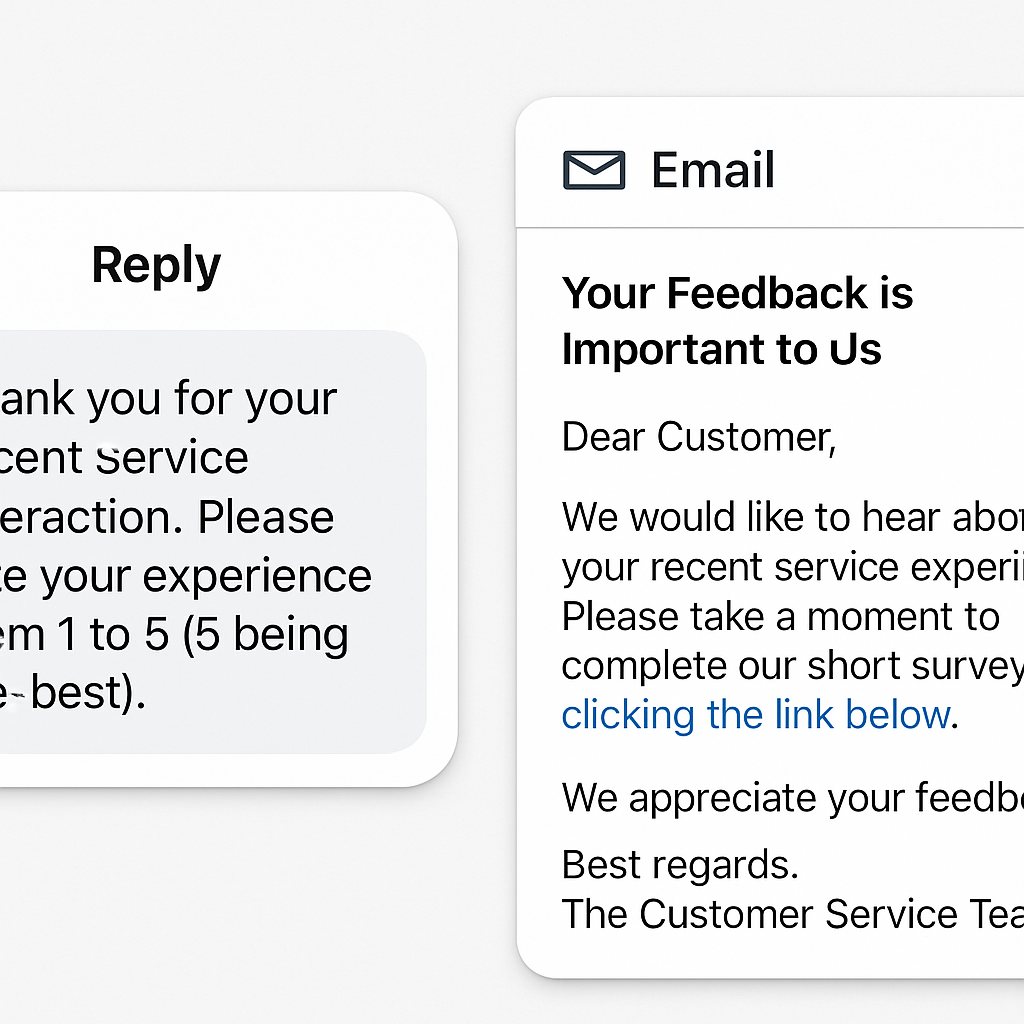 Reply
ank you for your
cent service
eraction. Please
te your experience
em 1 to 5 (5 being
e-best).
Email
Your Feedback is
Important to Us
Dear Customer,
We would like to hear abo
your recent service experi
Please take a moment to
complete our short survey
clicking the link below.
We appreciate your feedb
Best regards.
The Customer Service Tea